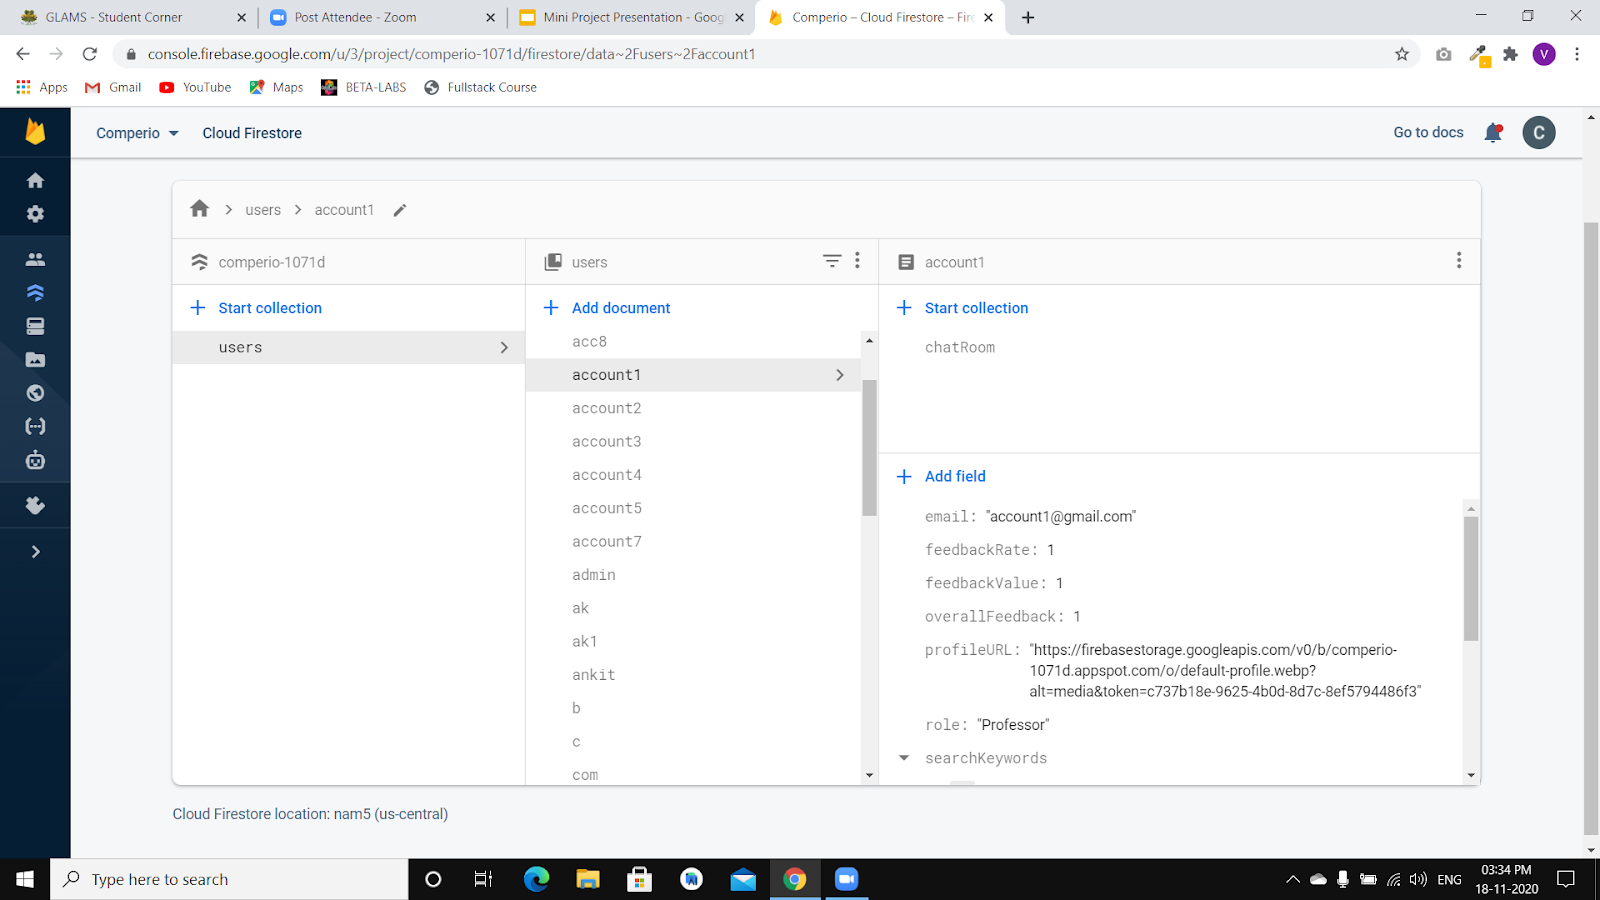 GLAMS - Student Corner
Post Attendee - Zoom
Mini Project Presentation - Goog
Comperio – Cloud Firestore – Fire
console.firebase.google.com/u/3/project/comperio-1071d/firestore/data~2Fusers~2Faccount1
V
Apps
Gmail
YouTube
Maps
BETA-LABS
Fullstack Course
Comperio
Cloud Firestore
Go to docs
C
users
account1
comperio-1071d
users
account1
Start collection
Add document
Start collection
users
acc8
account1
account2
account3
account4
account5
account7
admin
ak
ak1
ankit
b
c
com
chatRoom
Add field
email: "account1@gmail.com"
feedbackRate: 1
feedbackValue: 1
overallFeedback: 1
profileURL: "https://firebasestorage.googleapis.com/v0/b/comperio-
1071d.appspot.com/o/default-profile.webp?
alt=media&token=c737b18e-9625-4b0d-8d7c-8ef5794486f3"
role: "Professor"
searchKeywords
Cloud Firestore location: nam5 (us-central)
Type here to search
ENG
03:34 PM
18-11-2020